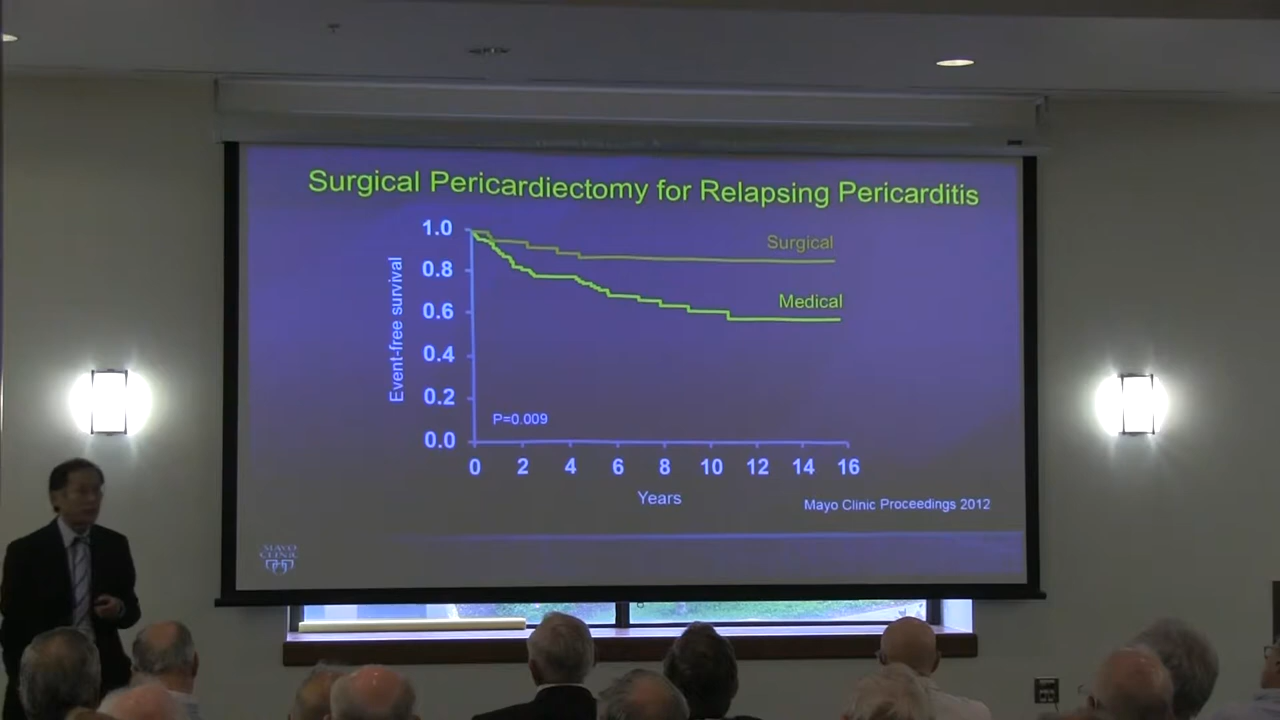 Surgical Pericardiectomy for Relapsing Pericarditis
1.0
0.8
0.6
0.4
0.2
0.0
Event-free survival
Surgical
Medical
P=0.009
0 2 4 6 8 10 12 14 16
Years
Mayo Clinic Proceedings 2012
MAYO
CLINIC